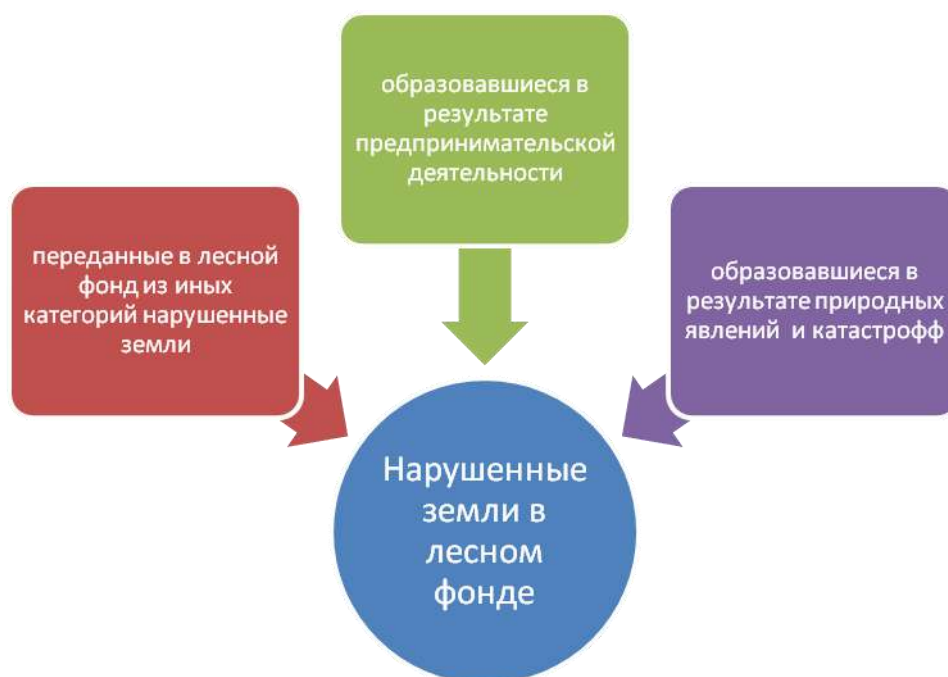 образовавшиеся в
результате
предпринимательской
деятельности
переданные в лесной
фонд из иных
категорий нарушенные
земли
образовавшиеся в
результате природных
явлений и катастрофф
Нарушенные
земли в
лесном
фонде